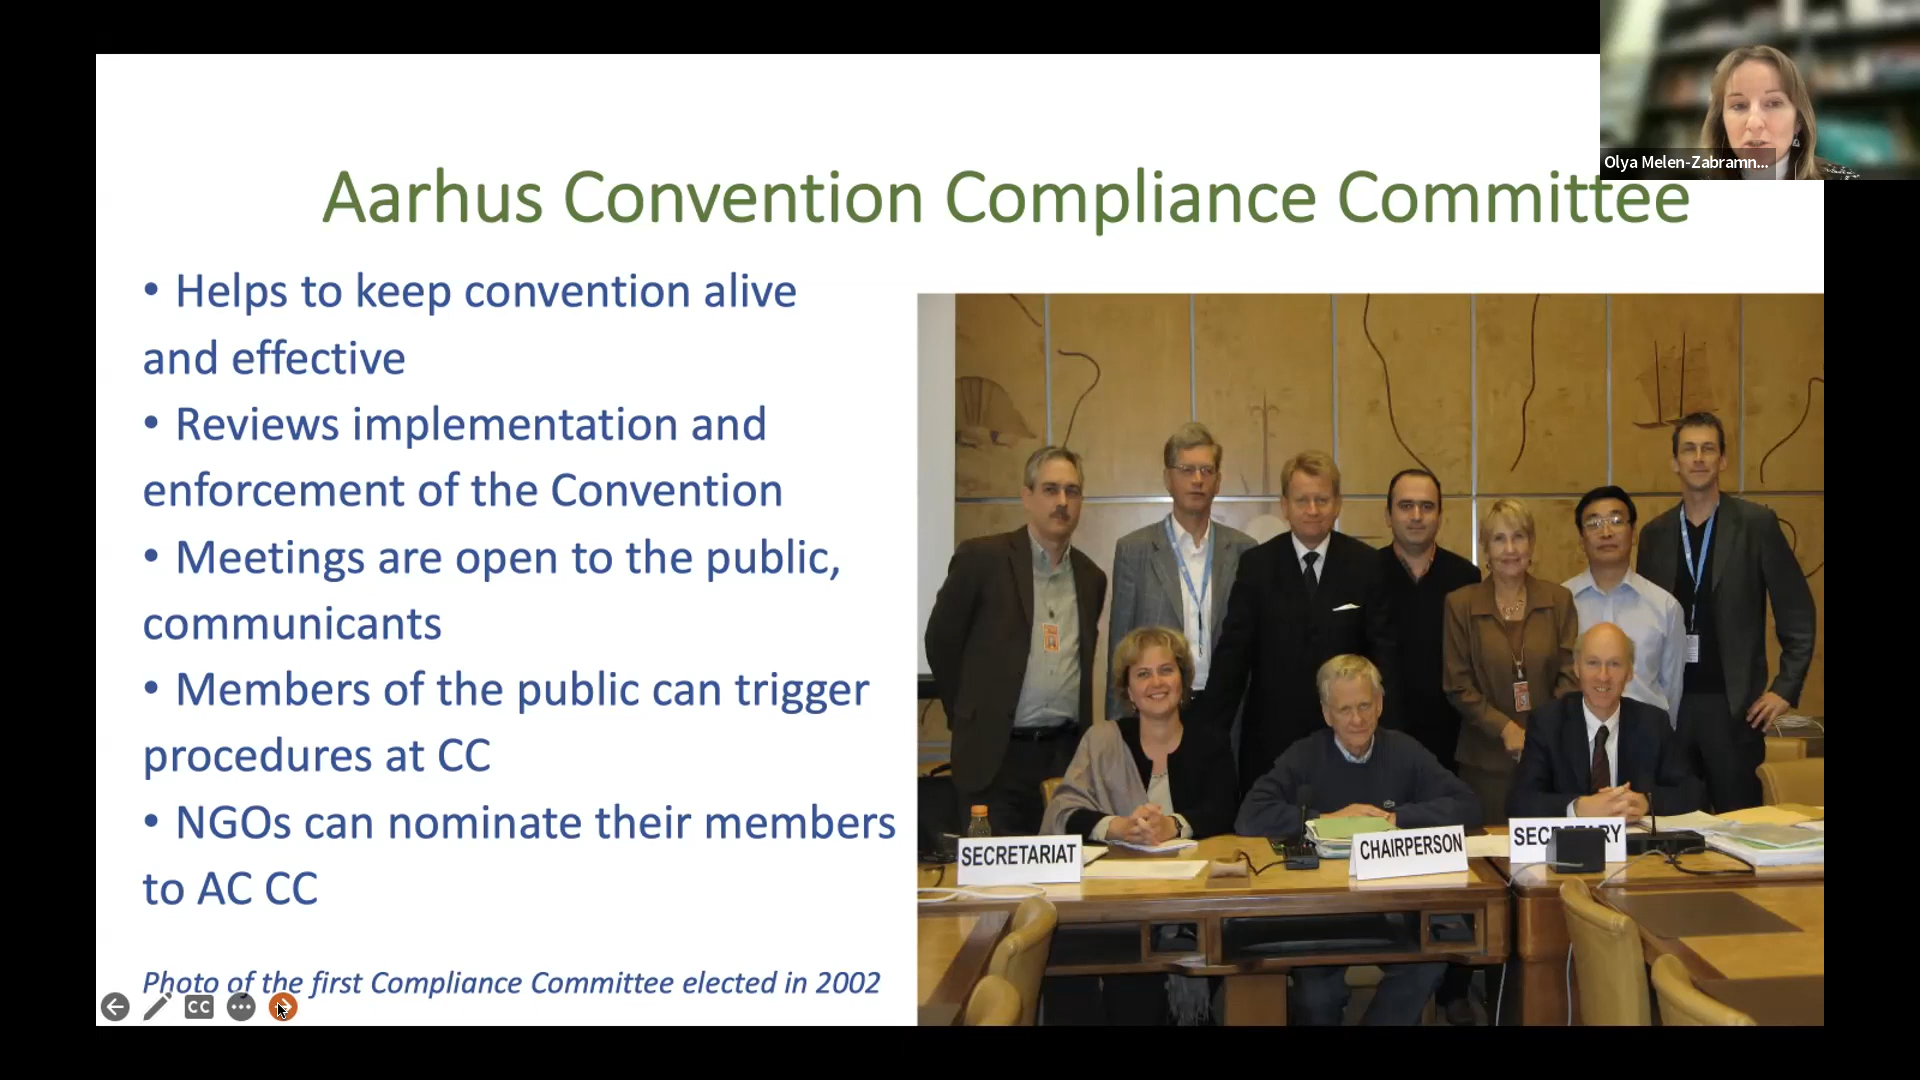 Olya Melen-Zabramn...
Aarhus Convention Compliance Committee
• Helps to keep convention alive
and effective
• Reviews implementation and
enforcement of the Convention
• Meetings are open to the public,
communicants
• Members of the public can trigger
procedures at CC
• NGOs can nominate their members
to AC CC
Photo of the first Compliance Committee elected in 2002
CC
SECRETARIAT
CHAIRPERSON